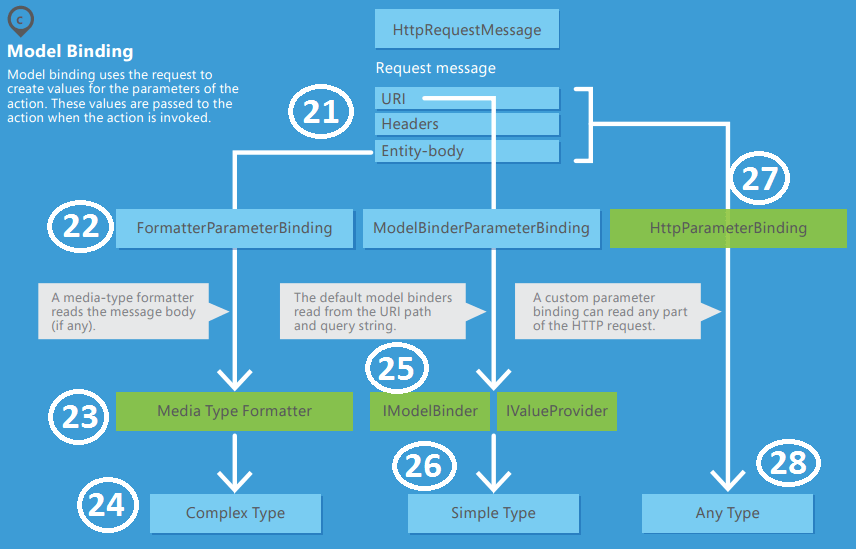 C
Model Binding
Model binding uses the request to
create values for the parameters of the
action. These values are passed to the
action when the action is invoked.
HttpRequestMessage
Request message
21
URI
Headers
Entity-body
27
22
FormatterParameterBinding
ModelBinderParameterBinding
HttpParameterBinding
A media-type formatter
reads the message body
(if any).
The default model binders
read from the URI path
and query string.
A custom parameter
binding can read any part
of the HTTP request.
25
23
Media Type Formatter
IModelBinder
IValueProvider
26
28
24
Complex Type
Simple Type
Any Type